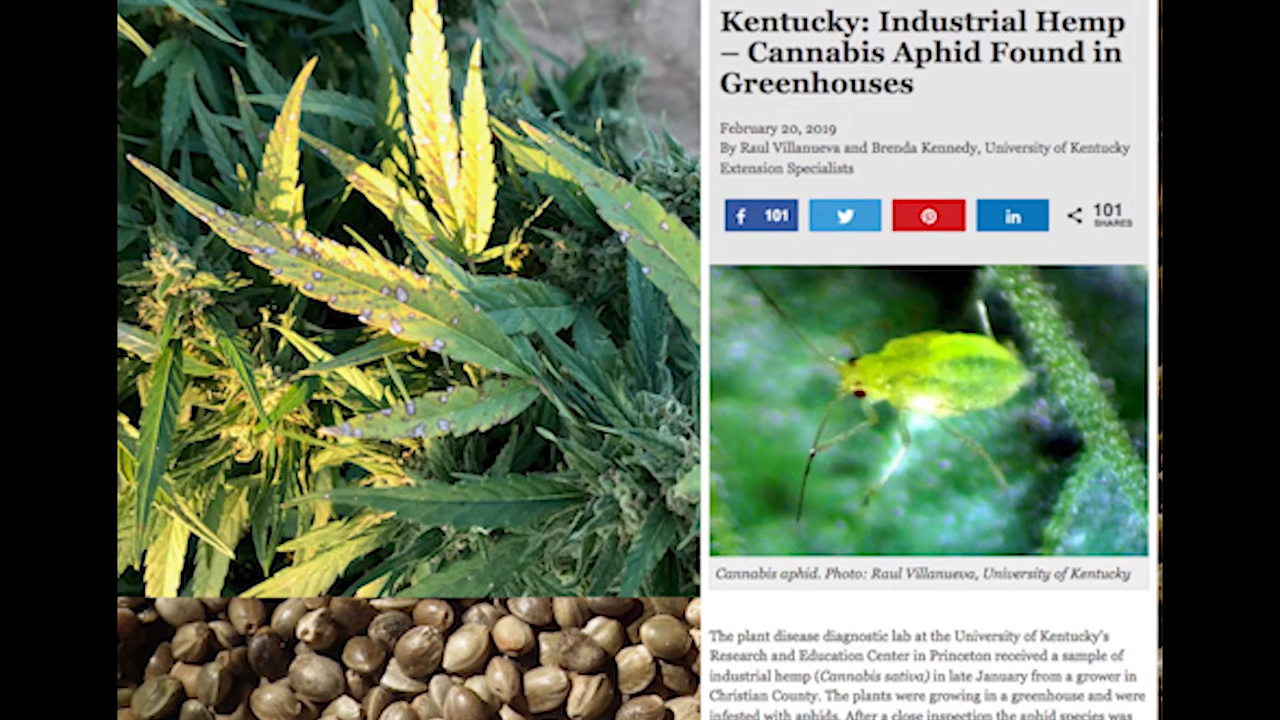 Kentucky: Industrial Hemp
– Cannabis Aphid Found in
Greenhouses
February 20, 2019
By Raul Villanueva and Brenda Kennedy, University of Kentucky
Extension Specialists
101
101
SHARES
Cannabis aphid. Photo: Raul Villanueva, University of Kentucky
The plant disease diagnostic lab at the University of Kentucky's
Research and Education Center in Princeton received a sample of
industrial hemp (Cannabis sativa) in late January from a grower in
Christian County. The plants were growing in a greenhouse and were
infested with aphids. After a close inspection the aphid species was